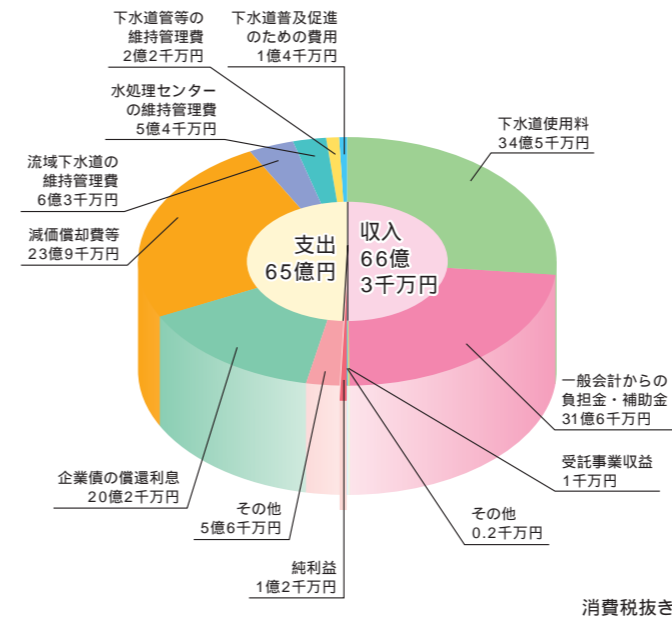 下水道管等の
維持管理費
2億2千万円
下水道普及促進
のための費用
1億4千万円
水処理センター
の維持管理費
5億4千万円
下水道使用料
34億5千万円
流域下水道の
維持管理費
6億3千万円
減価償却費等
23億9千万円
支出
65億円
収入
66億
3千万円
一般会計からの
負担金・補助金
31億6千万円
受託事業収益
1千万円
企業債の償還利息
20億2千万円
その他
5億6千万円
その他
0.2千万円
純利益
1億2千万円
消費税抜き